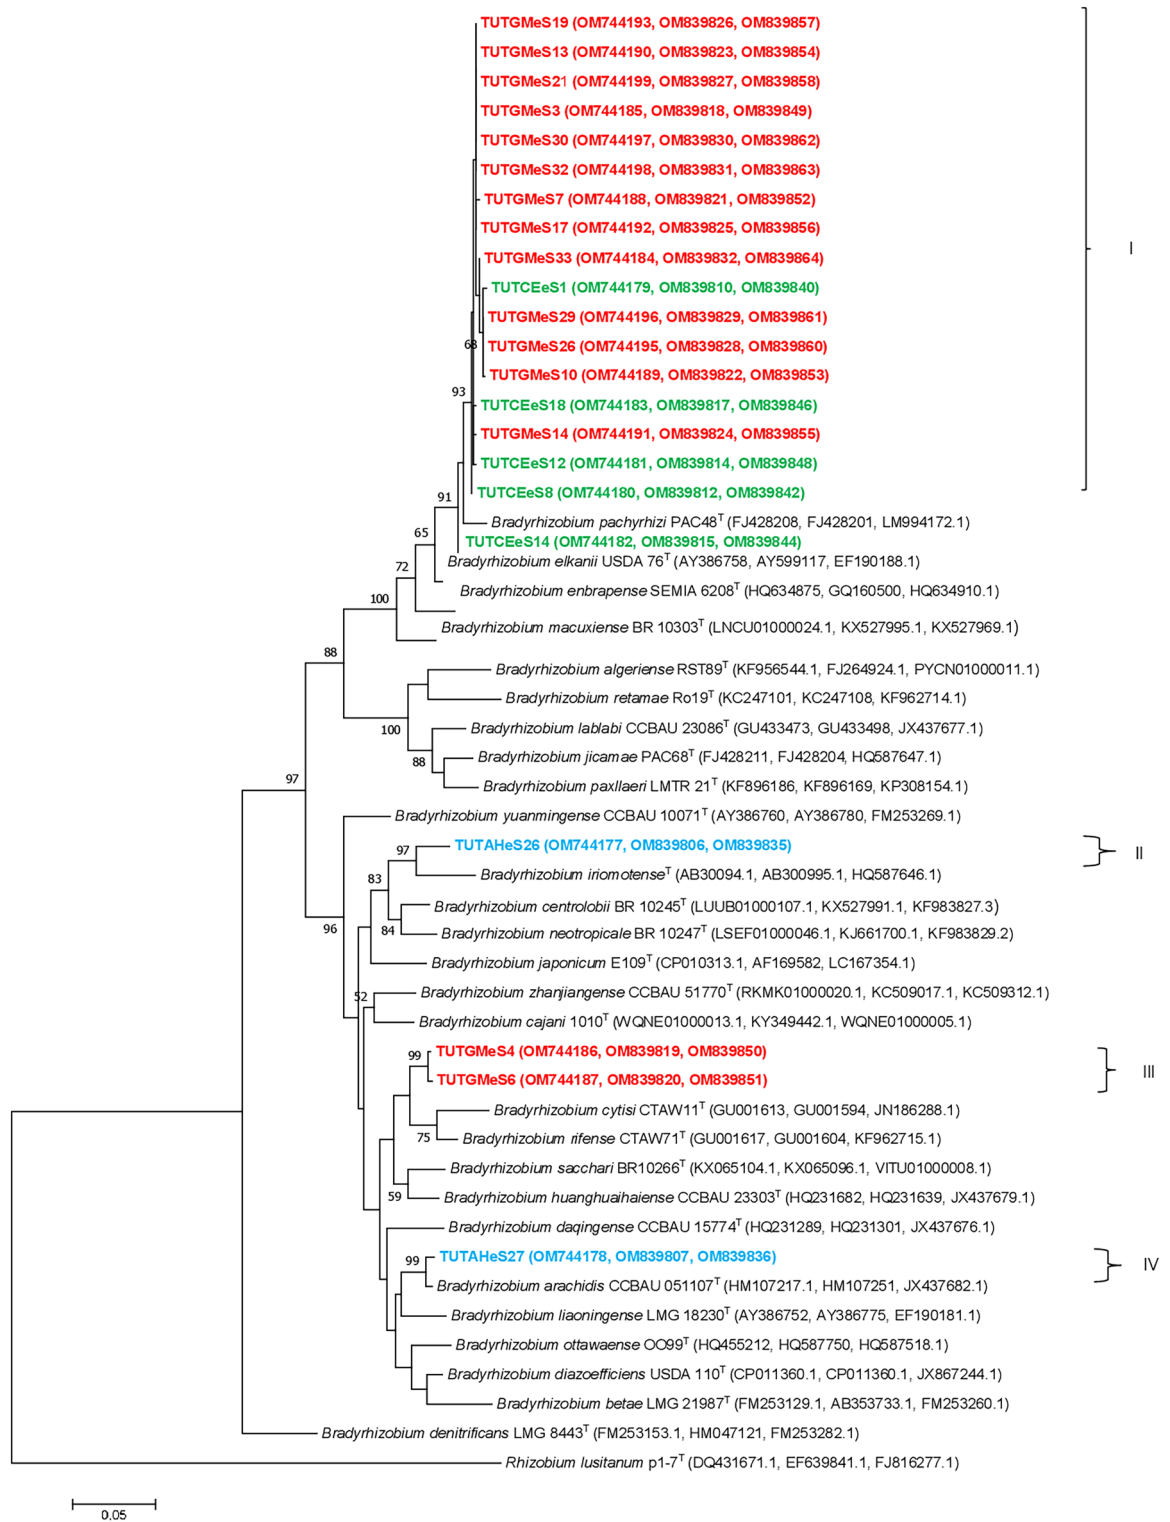 TUTGMeS19 (OM744193, OM839826, OM839857)
TUTGMeS13 (OM744190, OM839823, OM839854)
TUTGMeS21 (OM744199, OM839827, OM839858)
TUTGMeS3 (OM744185, OM839818, OM839849)
TUTGMeS30 (OM744197, OM839830, OM839862)
TUTGMeS32 (OM744198, OM839831, OM839863)
TUTGMeS7 (OM744188, OM839821, OM839852)
TUTGMeS17 (OM744192, OM839825, OM839856)
I
TUTGMeS33 (OM744184, OM839832, OM839864)
TUTCEeS1 (OM744179, OM839810, OM839840)
TUTGMeS29 (OM744196, OM839829, OM839861)
68 TUTGMeS26 (OM744195, OM839828, OM839860)
TUTGMeS10 (OM744189, OM839822, OM839853)
93
TUTCEeS18 (OM744183, OM839817, OM839846)
TUTGMeS14 (OM744191, OM839824, OM839855)
TUTCEeS12 (OM744181, OM839814, OM839848)
TUTCEeS8 (OM744180, OM839812, OM839842)
91
Bradyrhizobium pachyrhizi PAC48T (FJ428208, FJ428201, LM994172.1)
65
TUTCEeS14 (OM744182, OM839815, OM839844)
Bradyrhizobium elkanii USDA 76T (AY386758, AY599117, EF190188.1)
72
Bradyrhizobium enbrapense SEMIA 6208T (HQ634875, GQ160500, HQ634910.1)
100
Bradyrhizobium macuxiense BR 10303T (LNCU01000024.1, KX527995.1, KX527969.1)
88
Bradyrhizobium algeriense RST89T (KF956544.1, FJ264924.1, PYCN01000011.1)
Bradyrhizobium retamae Ro19T (KC247101, KC247108, KF962714.1)
100
Bradyrhizobium lablabi CCBAU 23086T (GU433473, GU433498, JX437677.1)
Bradyrhizobium jicamae PAC68T (FJ428211, FJ428204, HQ587647.1)
88
97
Bradyrhizobium paxllaeri LMTR 21T (KF896186, KF896169, KP308154.1)
Bradyrhizobium yuanmingense CCBAU 10071T (AY386760, AY386780, FM253269.1)
97 TUTAHeS26 (OM744177, OM839806, OM839835)
II
Bradyrhizobium iriomotenseT (AB30094.1, AB300995.1, HQ587646.1)
83
Bradyrhizobium centrolobii BR 10245T (LUUB01000107.1, KX527991.1, KF983827.3)
96 84
Bradyrhizobium neotropicale BR 10247T (LSEF01000046.1, KJ661700.1, KF983829.2)
Bradyrhizobium japonicum E109T (CP010313.1, AF169582, LC167354.1)
52
Bradyrhizobium zhanjiangense CCBAU 51770T (RKMK01000020.1, KC509017.1, KC509312.1)
Bradyrhizobium cajani 1010T (WQNE01000013.1, KY349442.1, WQNE01000005.1)
99 TUTGMeS4 (OM744186, OM839819, OM839850)
III
TUTGMeS6 (OM744187, OM839820, OM839851)
Bradyrhizobium cytisi CTAW11T (GU001613, GU001594, JN186288.1)
75 Bradyrhizobium rifense CTAW71T (GU001617, GU001604, KF962715.1)
Bradyrhizobium sacchari BR10266T (KX065104.1, KX065096.1, VITU01000008.1)
59 Bradyrhizobium huanghuaihaiense CCBAU 23303T (HQ231682, HQ231639, JX437679.1)
Bradyrhizobium daqingense CCBAU 15774T (HQ231289, HQ231301, JX437676.1)
99 TUTAHeS27 (OM744178, OM839807, OM839836)
IV
Bradyrhizobium arachidis CCBAU 051107T (HM107217.1, HM107251, JX437682.1)
Bradyrhizobium liaoningense LMG 18230T (AY386752, AY386775, EF190181.1)
Bradyrhizobium ottawaense OO99T (HQ455212, HQ587750, HQ587518.1)
Bradyrhizobium diazoefficiens USDA 110T (CP011360.1, CP011360.1, JX867244.1)
Bradyrhizobium betae LMG 21987T (FM253129.1, AB353733.1, FM253260.1)
Bradyrhizobium denitrificans LMG 8443T (FM253153.1, HM047121, FM253282.1)
Rhizobium lusitanum p1-7T (DQ431671.1, EF639841.1, FJ816277.1)
0.05